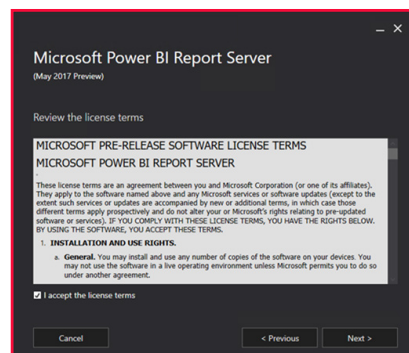 Microsoft Power BI Report Server
(May 2017 Preview)
Review the license terms
MICROSOFT PRE-RELEASE SOFTWARE LICENSE TERMS
MICROSOFT POWER BI REPORT SERVER
These license terms are an agreement between you and Microsoft Corporation (or one of its affiliates).
They apply to the software named above and any Microsoft services or software updates (except to the
extent such services or updates are accompanied by new or additional terms, in which case those
different terms apply prospectively and do not alter your or Microsoft's rights relating to pre-updated
software or services). IF YOU COMPLY WITH THESE LICENSE TERMS, YOU HAVE THE RIGHTS BELOW.
BY USING THE SOFTWARE, YOU ACCEPT THESE TERMS.
1. INSTALLATION AND USE RIGHTS.
a. General. You may install and use any number of copies of the software on your devices. You
may not use the software in a live operating environment unless Microsoft permits you to do so
under another agreement.
I accept the license terms
Cancel
< Previous
Next >